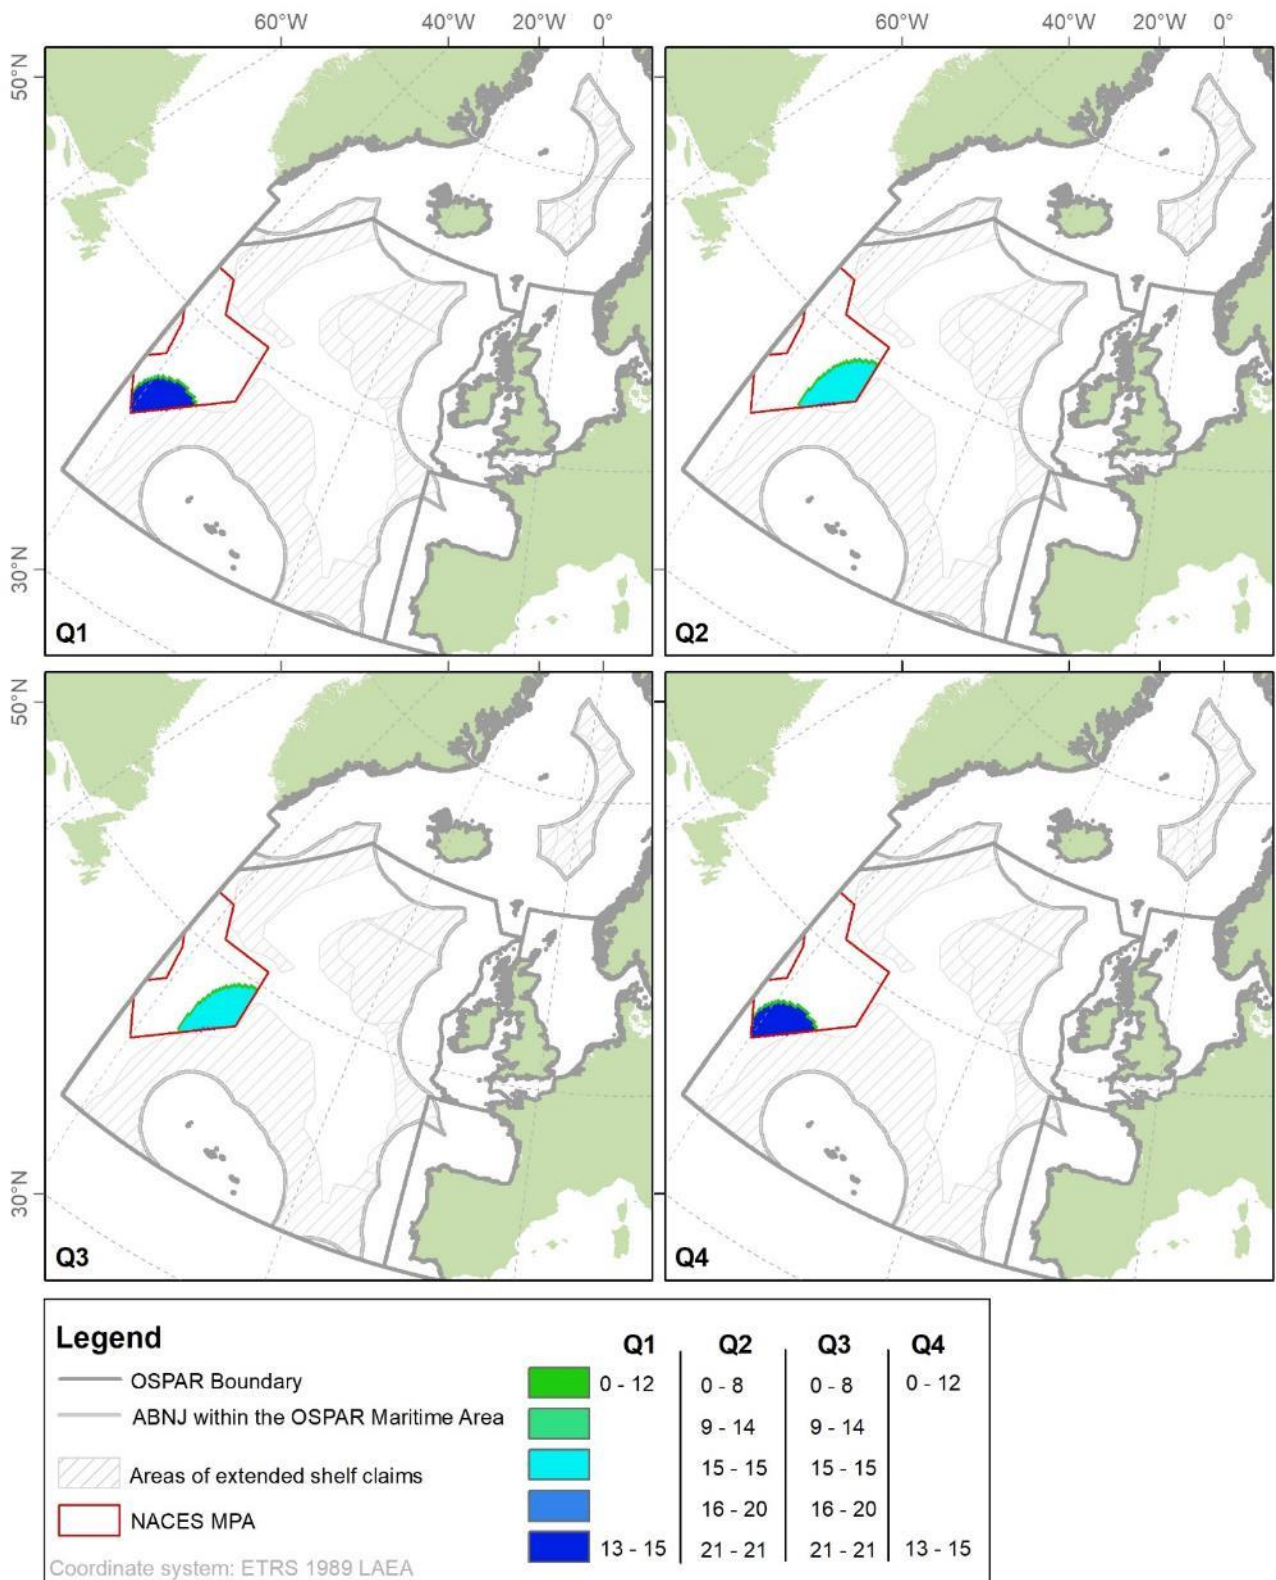 60°W 40°W 20°W 0° 60°W 40°W 20°W 0°
50°N
30°N
Q1 Q2
50°N
30°N
Q3 Q4
Legend
OSPAR Boundary
ABNJ within the OSPAR Maritime Area
Areas of extended shelf claims
NACES MPA
Coordinate system: ETRS 1989 LAEA
Q1 Q2 Q3 Q4
0 - 12 0 - 8 0 - 8 0 - 12
9 - 14 9 - 14
15 - 15 15 - 15
16 - 20 16 - 20
13 - 15 21 - 21 21 - 21 13 - 15